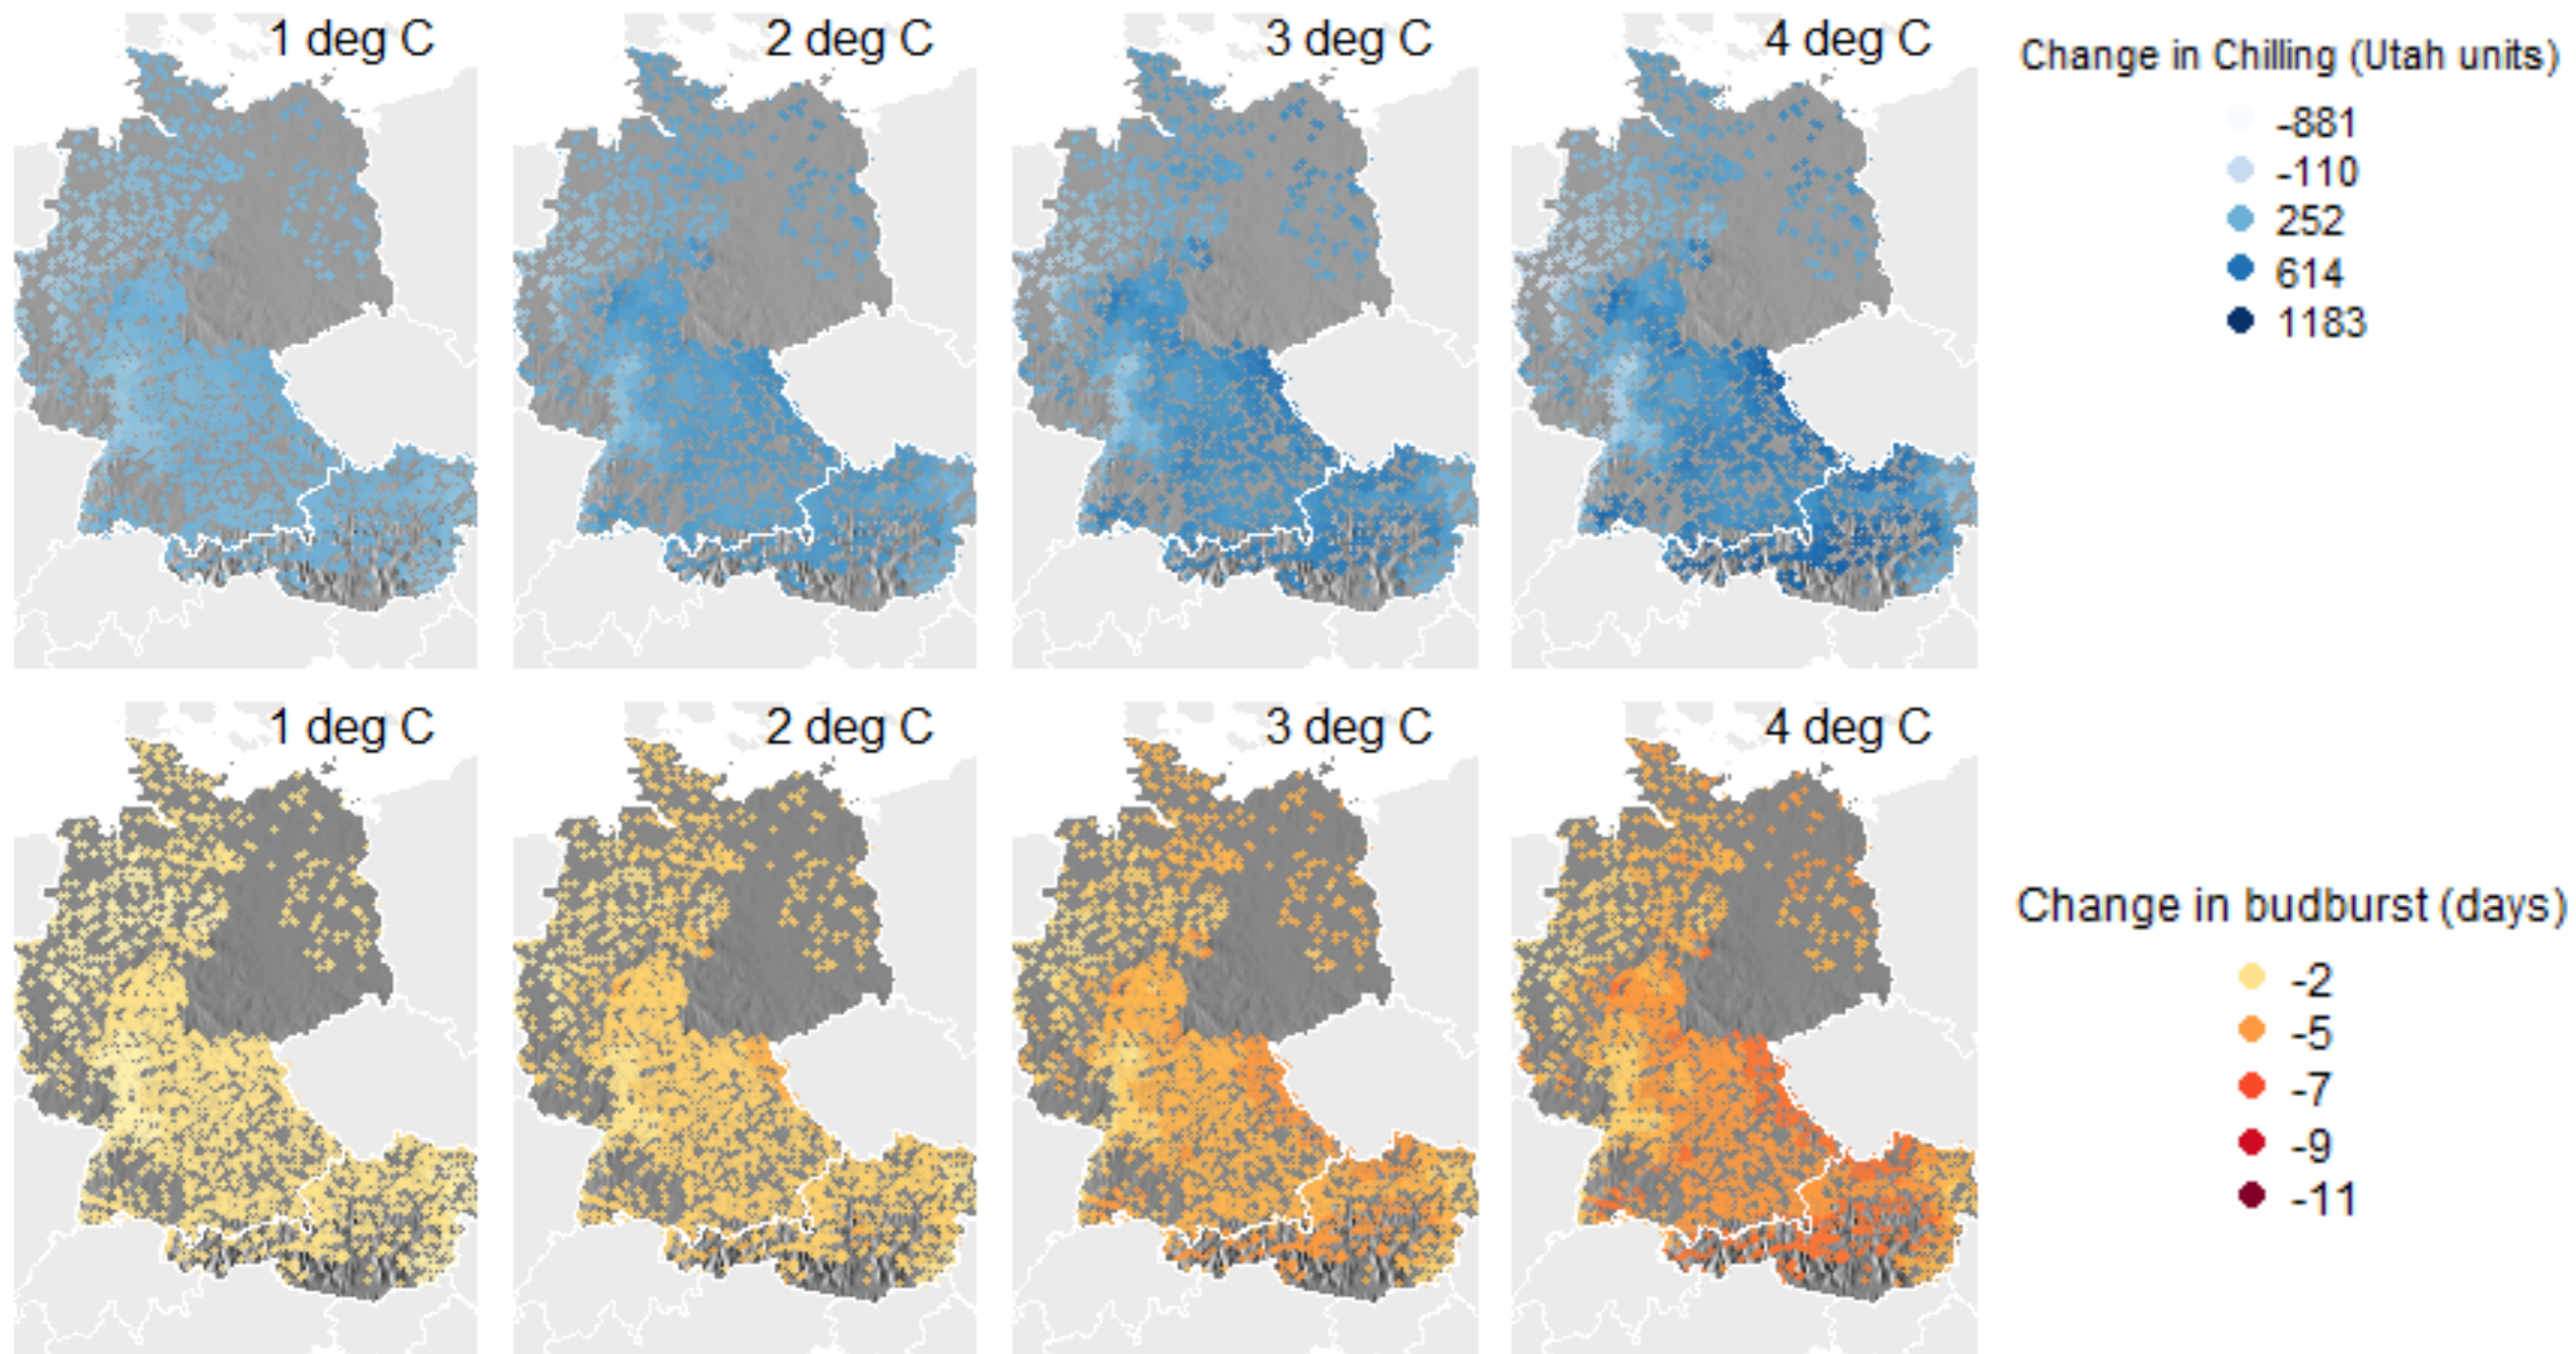 1 deg C
2 deg C
3 deg C
4 deg C
Change in Chilling (Utah units)
-881
-110
252
614
1183
1 deg C
2 deg C
3 deg C
4 deg C
Change in budburst (days)
-2
-5
-7
-9
-11